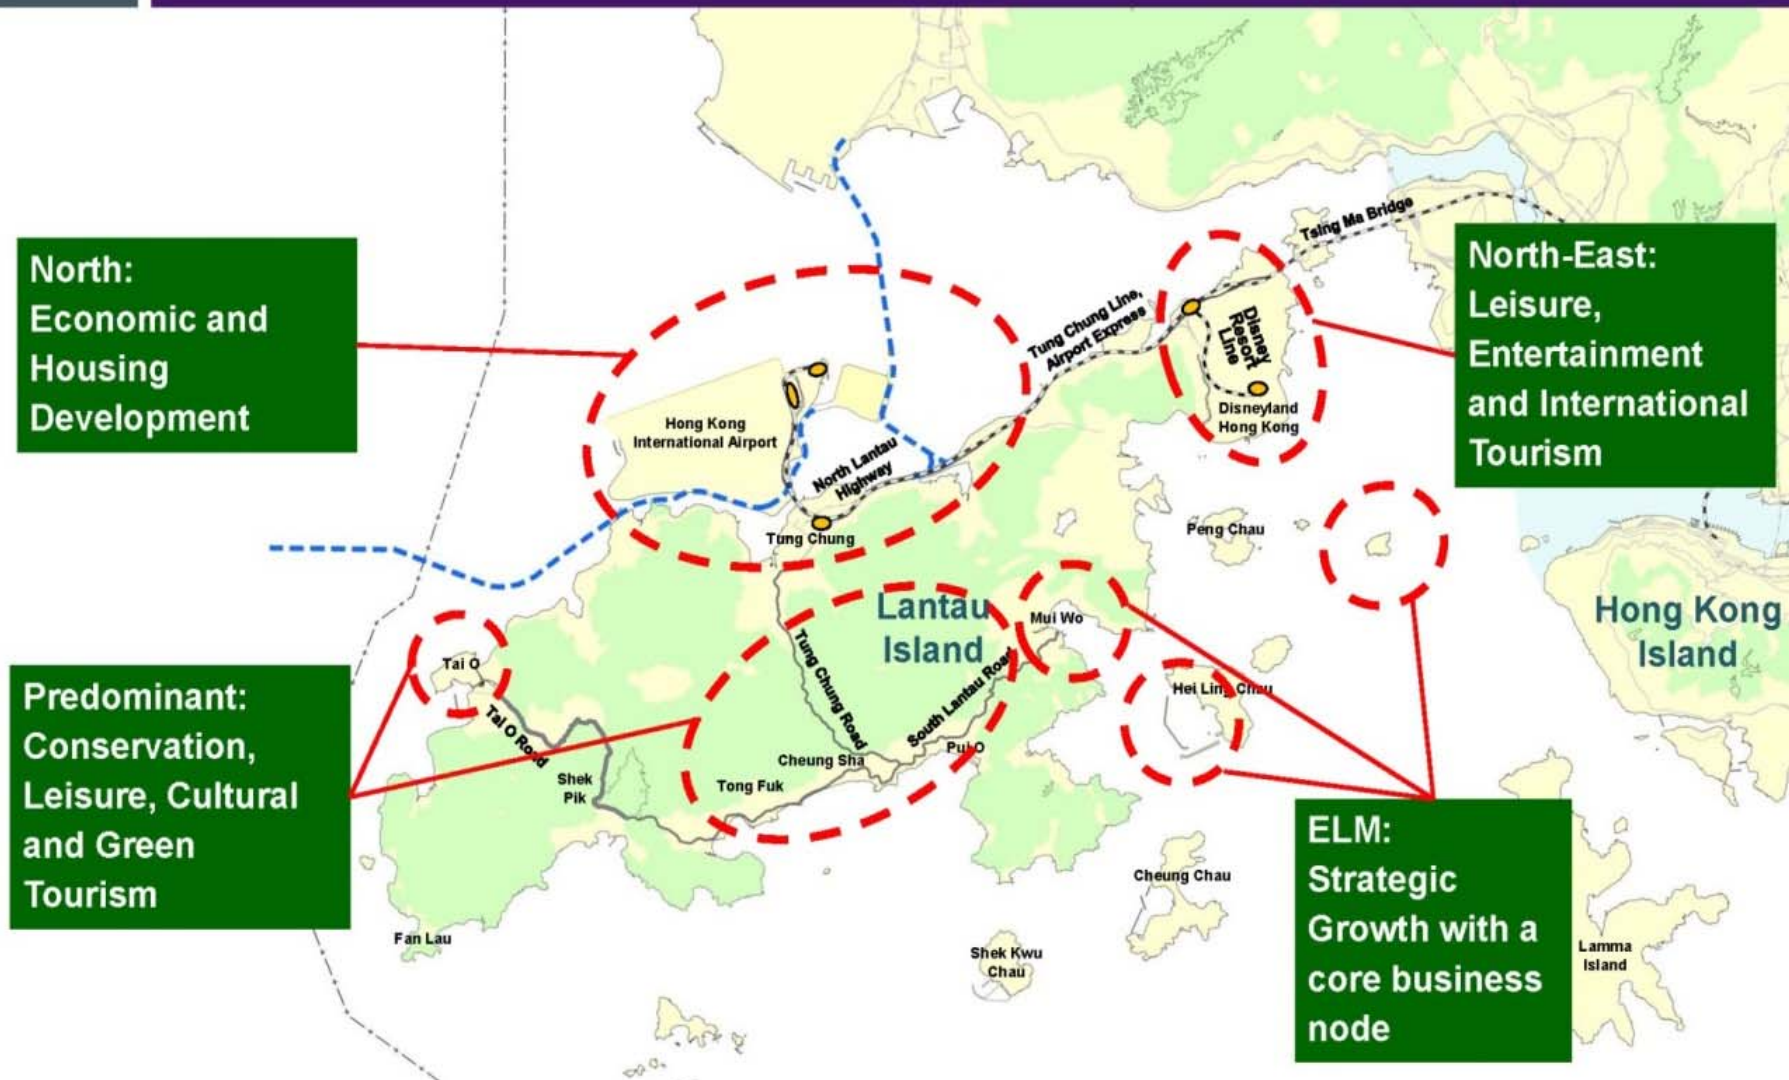 North:
Economic and
Housing
Development
North-East:
Leisure,
Entertainment
and International
Tourism
Predominant:
Conservation,
Leisure, Cultural
and Green
Tourism
ELM:
Strategic
Growth with a
core business
node
Tsing Ma Bridge
Tung Chung Line,
Airport Express
Disney
Resort
Line
Disneyland
Hong Kong
Hong Kong
International Airport
North Lantau
Highway
Tung Chung
Peng Chau
Lantau
Island
Mui Wo
Hong Kong
Island
Tai O
Tai O Road
Tung Chung Road
South Lantau Road
Hei Ling Chau
Pui O
Cheung Sha
Tong Fuk
Shek
Pik
Cheung Chau
Fan Lau
Shek Kwu
Chau
Lamma
Island